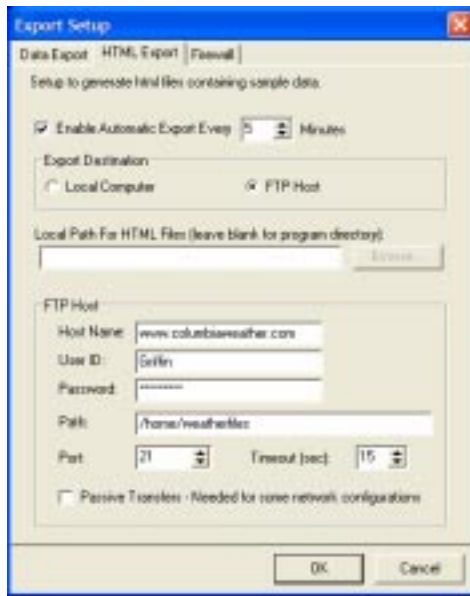 Export Setup
Data Export HTML Export Firewall
Setup to generate html files containing sample data.
Enable Automatic Export Every 5 Minutes
Export Destination
Local Computer FTP Host
Local Path For HTML Files (leave blank for program directory)
Browse...
FTP Host
Host Name: www.columbiaweather.com
User ID: Griffin
Password: ********
Path: /home/weatherfiles
Port: 21 Timeout (sec): 15
Passive Transfers - Needed for some network configurations
OK Cancel